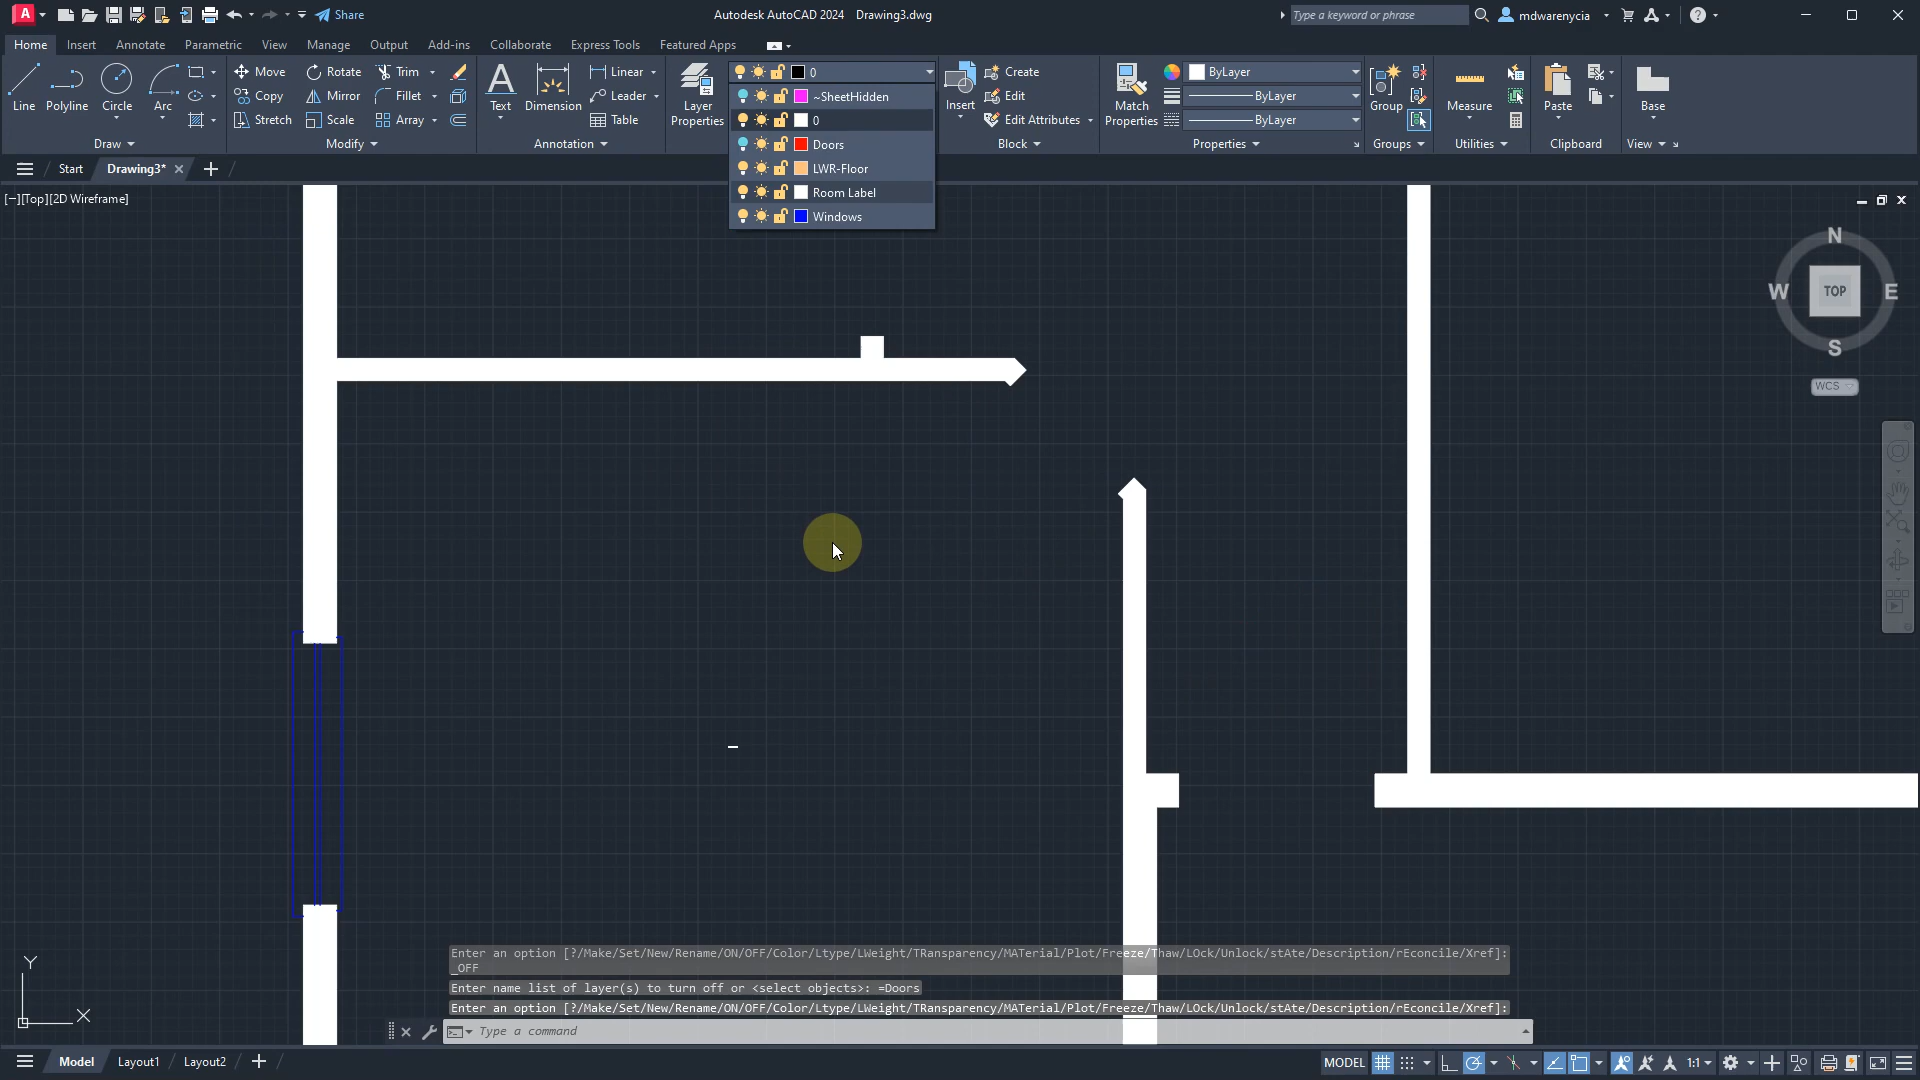 Share
Autodesk AutoCAD 2024 Drawing3.dwg
Type a keyword or phrase
mdwarenycia
Home Insert Annotate Parametric View Manage Output Add-ins Collaborate Express Tools Featured Apps
Line
Polyline
Circle
Arc
Move
Copy
Stretch
Rotate
Mirror
Scale
Trim
Fillet
Array
Text
Dimension
Linear
Leader
Table
Layer
Properties
0
~SheetHidden
0
Doors
LWR-Floor
Room Label
Windows
Insert
Create
Edit
Edit Attributes
Match
Properties
ByLayer
ByLayer
ByLayer
Group
Measure
Paste
Base
Draw
Modify
Annotation
Block
Properties
Groups
Utilities
Clipboard
View
Start
Drawing3*
[−][Top][2D Wireframe]
N
W
TOP
E
S
WCS
Y
X
Enter an option [?/Make/Set/New/Rename/ON/OFF/Color/Ltype/LWeight/TRansparency/MATerial/Plot/Freeze/Thaw/LOck/Unlock/stAte/Description/rEconcile/Xref]:
_OFF
Enter name list of layer(s) to turn off or <select objects>: =Doors
Enter an option [?/Make/Set/New/Rename/ON/OFF/Color/Ltype/LWeight/TRansparency/MATerial/Plot/Freeze/Thaw/LOck/Unlock/stAte/Description/rEconcile/Xref]:
Type a command
Model
Layout1
Layout2
MODEL
1:1